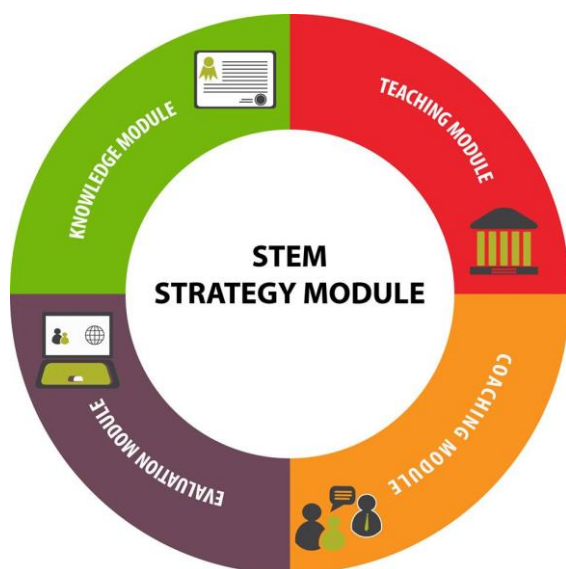 STEM
STRATEGY MODULE
KNOWLEDGE MODULE
TEACHING MODULE
COACHING MODULE
EVALUATION MODULE